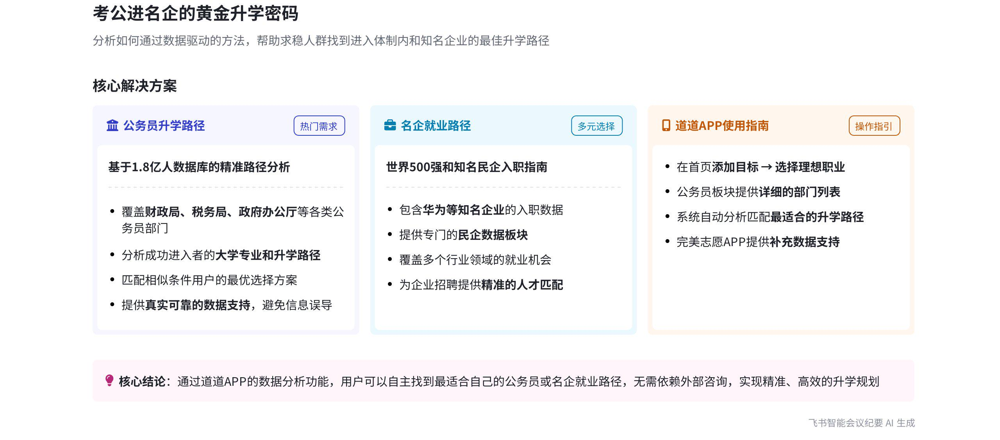 考公进名企的黄金升学密码
分析如何通过数据驱动的方法，帮助求稳人群找到进入体制内和知名企业的最佳升学路径
核心解决方案
公务员升学路径
热门需求
基于1.8亿人数据库的精准路径分析
• 覆盖财政局、税务局、政府办公厅等各类公
务员部门
• 分析成功进入者的大学专业和升学路径
• 匹配相似条件用户的最优选择方案
• 提供真实可靠的数据支持，避免信息误导
名企就业路径
多元选择
世界500强和知名民企入职指南
• 包含华为等知名企业的入职数据
• 提供专门的民企数据板块
• 覆盖多个行业领域的就业机会
• 为企业招聘提供精准的人才匹配
道道APP使用指南
操作指引
• 在首页添加目标 → 选择理想职业
• 公务员板块提供详细的部门列表
• 系统自动分析匹配最适合的升学路径
• 完美志愿APP提供补充数据支持
核心结论：通过道道APP的数据分析功能，用户可以自主找到最适合自己的公务员或名企就业路径，无需依赖外部咨询，实现精准、高效的升学规划
飞书智能会议纪要 AI 生成